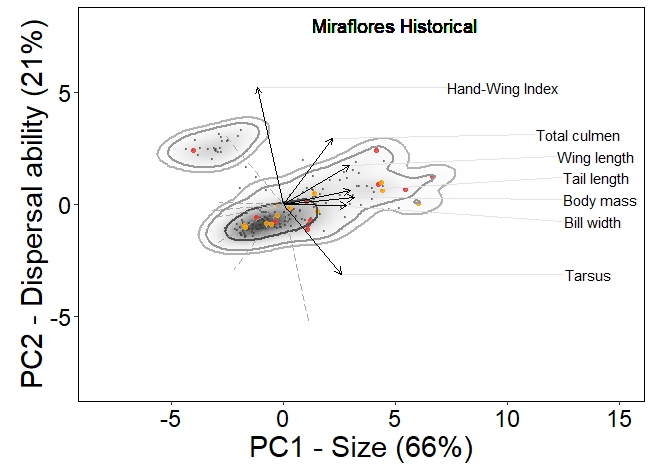 Miraflores Historical
Hand-Wing Index
Total culmen
Wing length
Tail length
Body mass
Bill width
Tarsus
PC2 - Dispersal ability (21%)
5
0
-5
-5
0
5
10
15
PC1 - Size (66%)